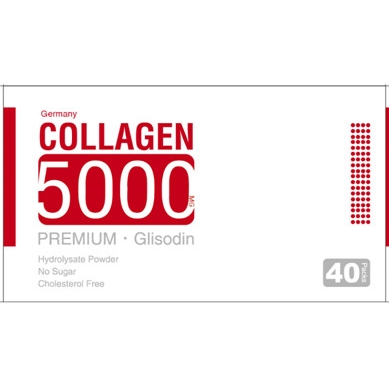 Germany
COLLAGEN
5000 MG
PREMIUM · Glisodin
Hydrolysate Powder
No Sugar
Cholesterol Free
40 Packs